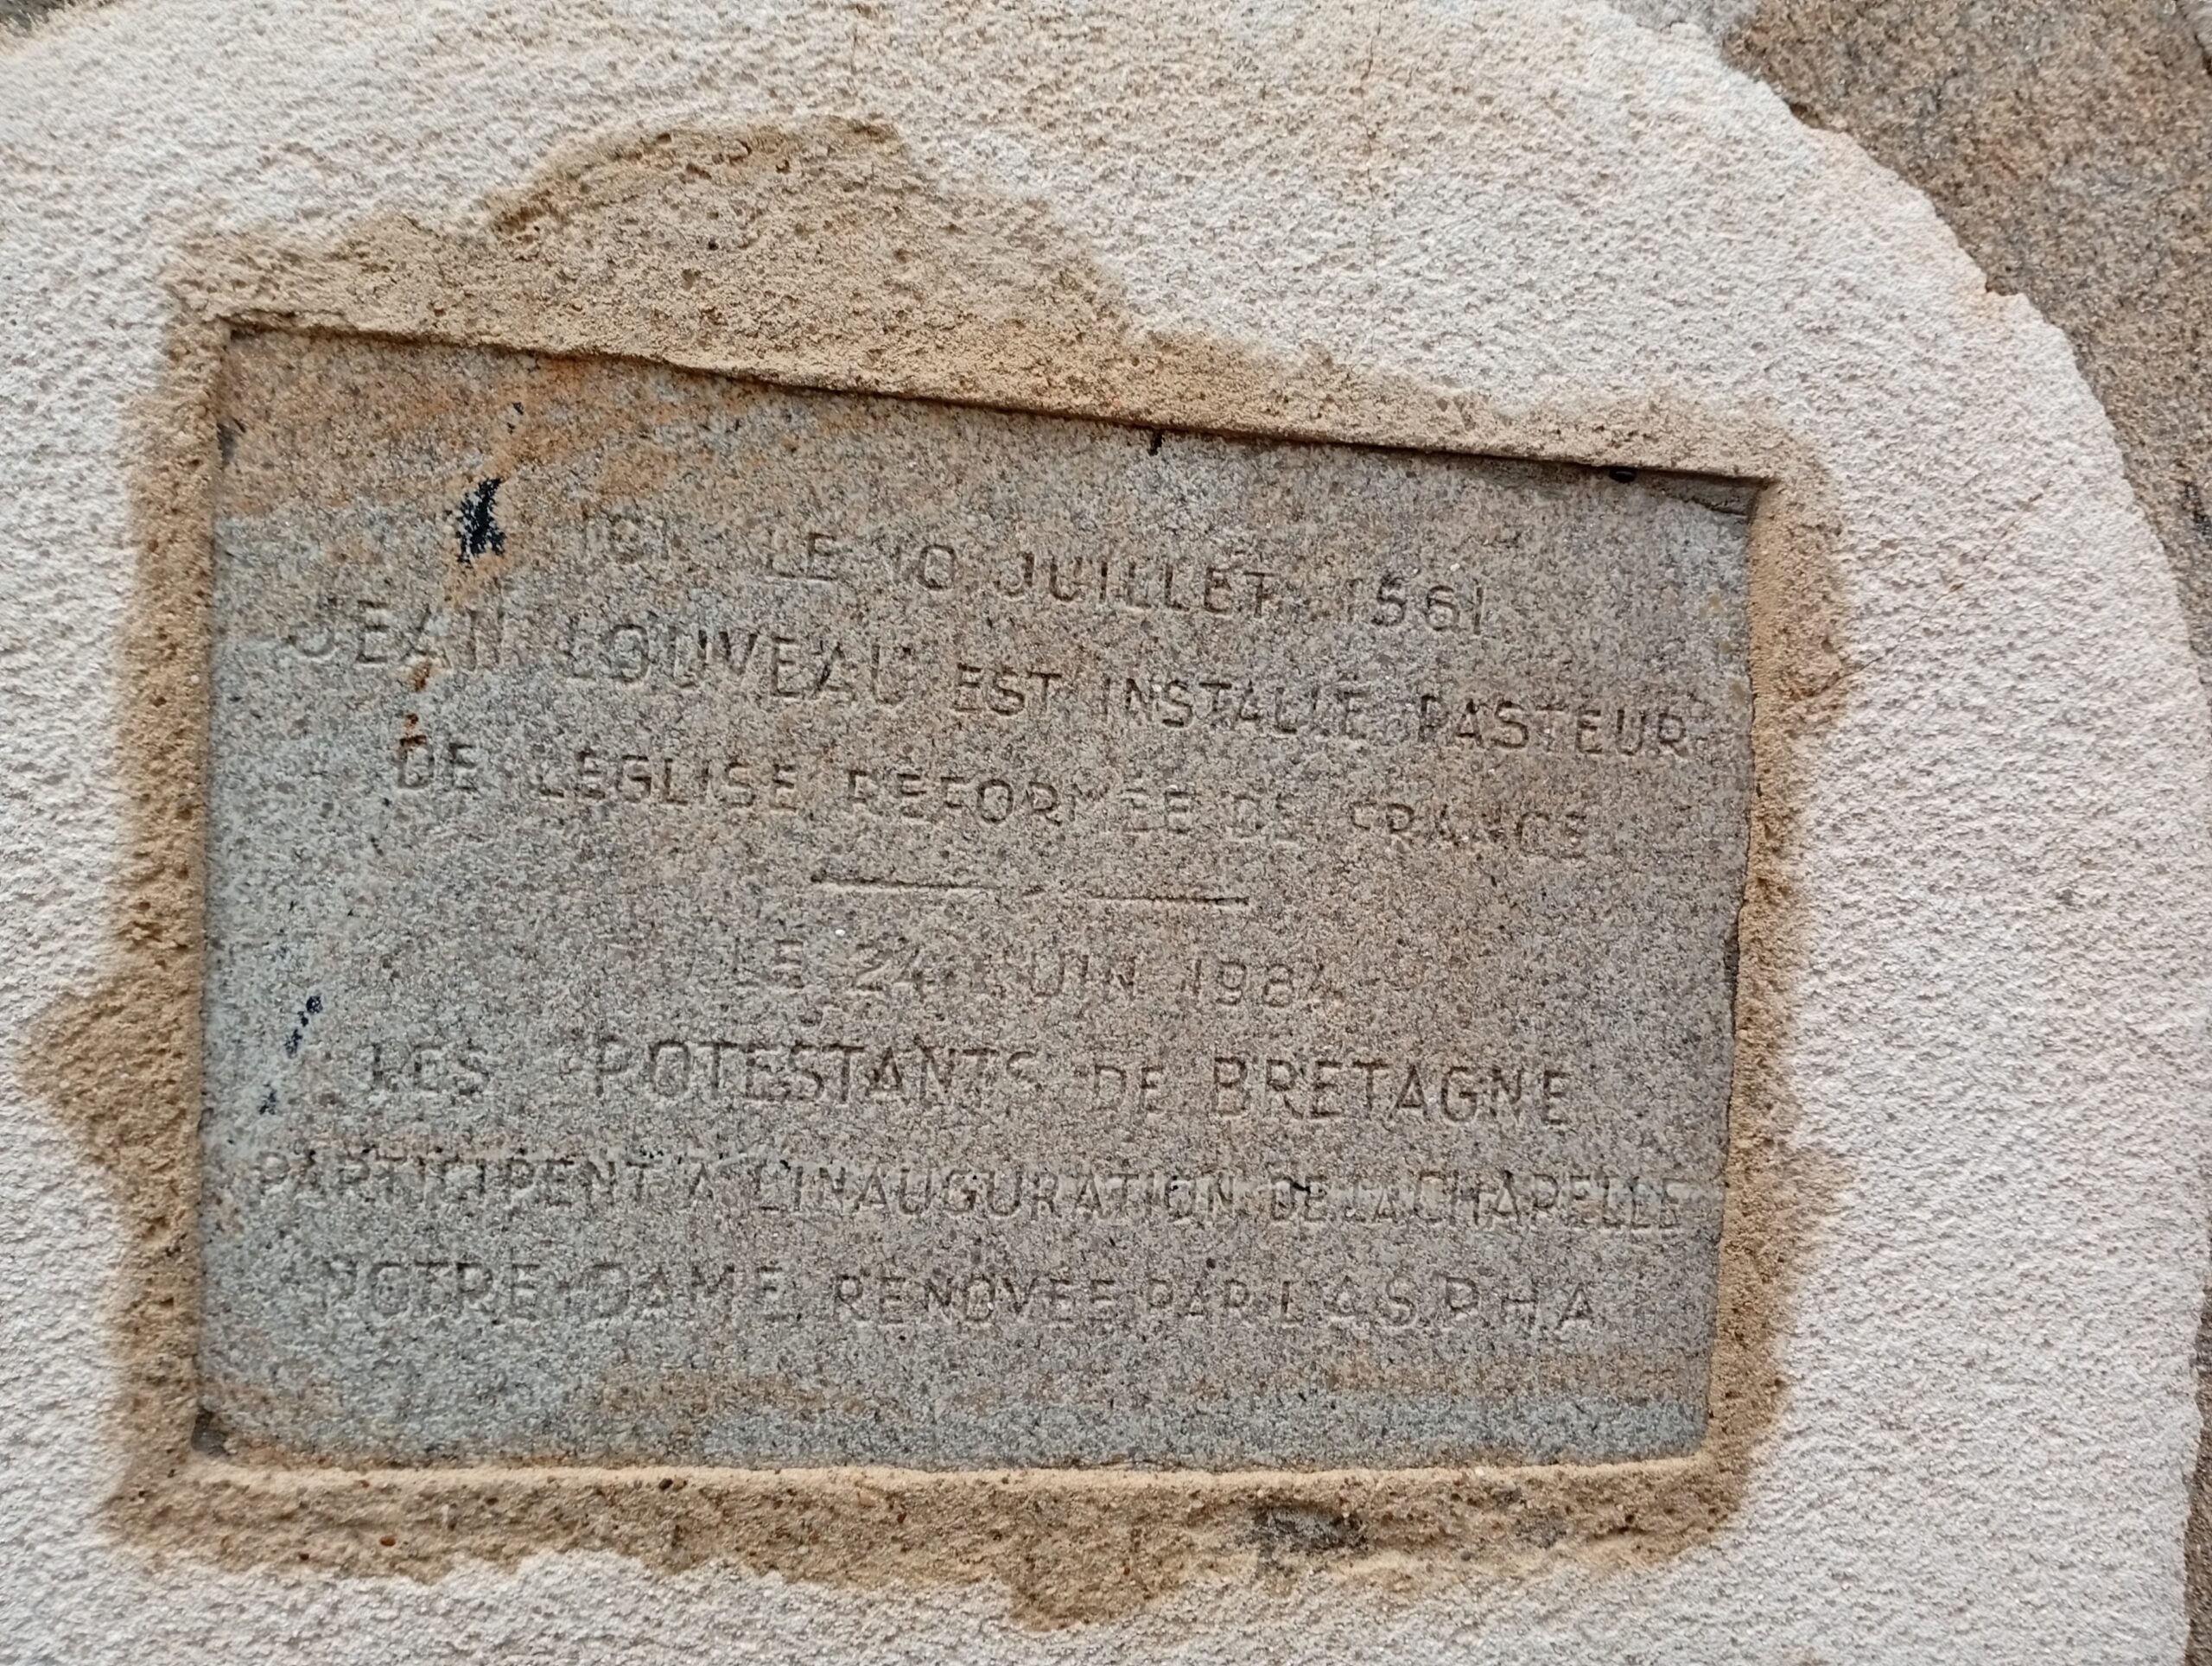 ICI LE 10 JUILLET 1561
JEAN LOUVEAU EST INSTALLE PASTEUR
DE L'EGLISE REFORMEE DE FRANCE
LE 24 JUIN 1984
LES POTESTANTS DE BRETAGNE
PARTICIPENT A L'INAUGURATION DE LA CHAPELLE
NOTRE-DAME RENOVEE PAR L'A.S.P.H.A